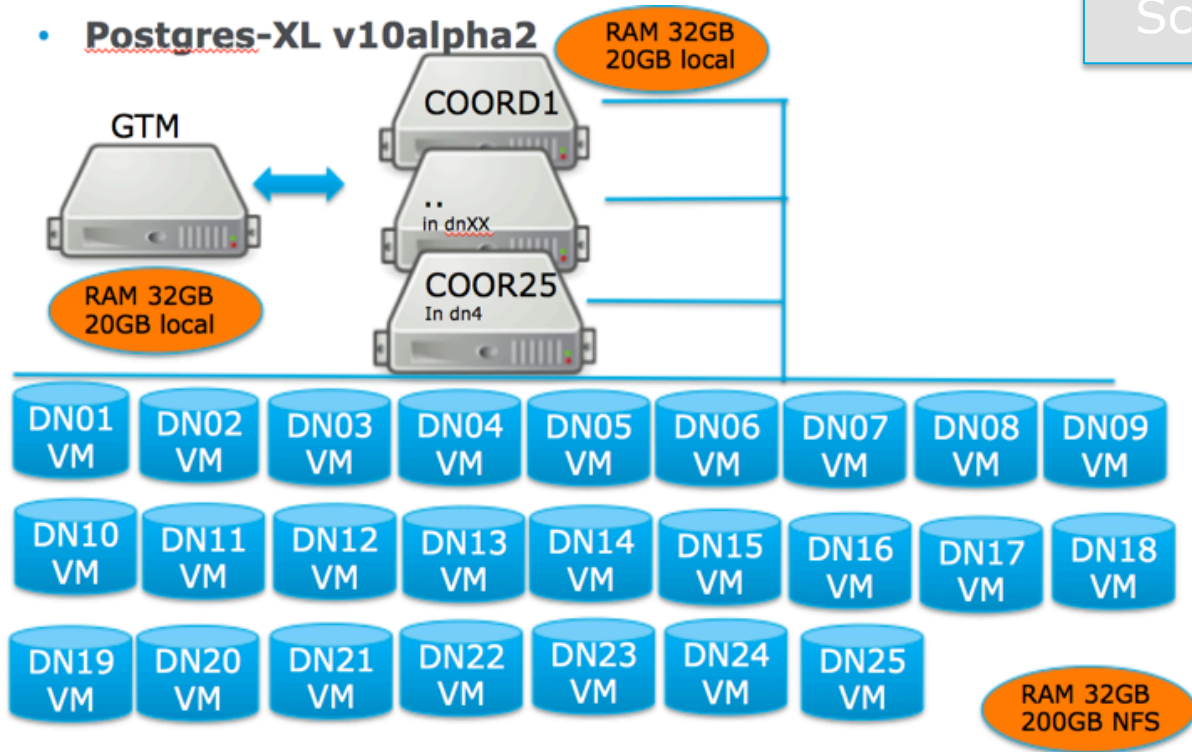 Sc
• Postgres-XL v10alpha2
RAM 32GB
20GB local
COORD1
GTM
..
in dnXX
COOR25
In dn4
RAM 32GB
20GB local
DN01
VM
DN02
VM
DN03
VM
DN04
VM
DN05
VM
DN06
VM
DN07
VM
DN08
VM
DN09
VM
DN10
VM
DN11
VM
DN12
VM
DN13
VM
DN14
VM
DN15
VM
DN16
VM
DN17
VM
DN18
VM
DN19
VM
DN20
VM
DN21
VM
DN22
VM
DN23
VM
DN24
VM
DN25
VM
RAM 32GB
200GB NFS